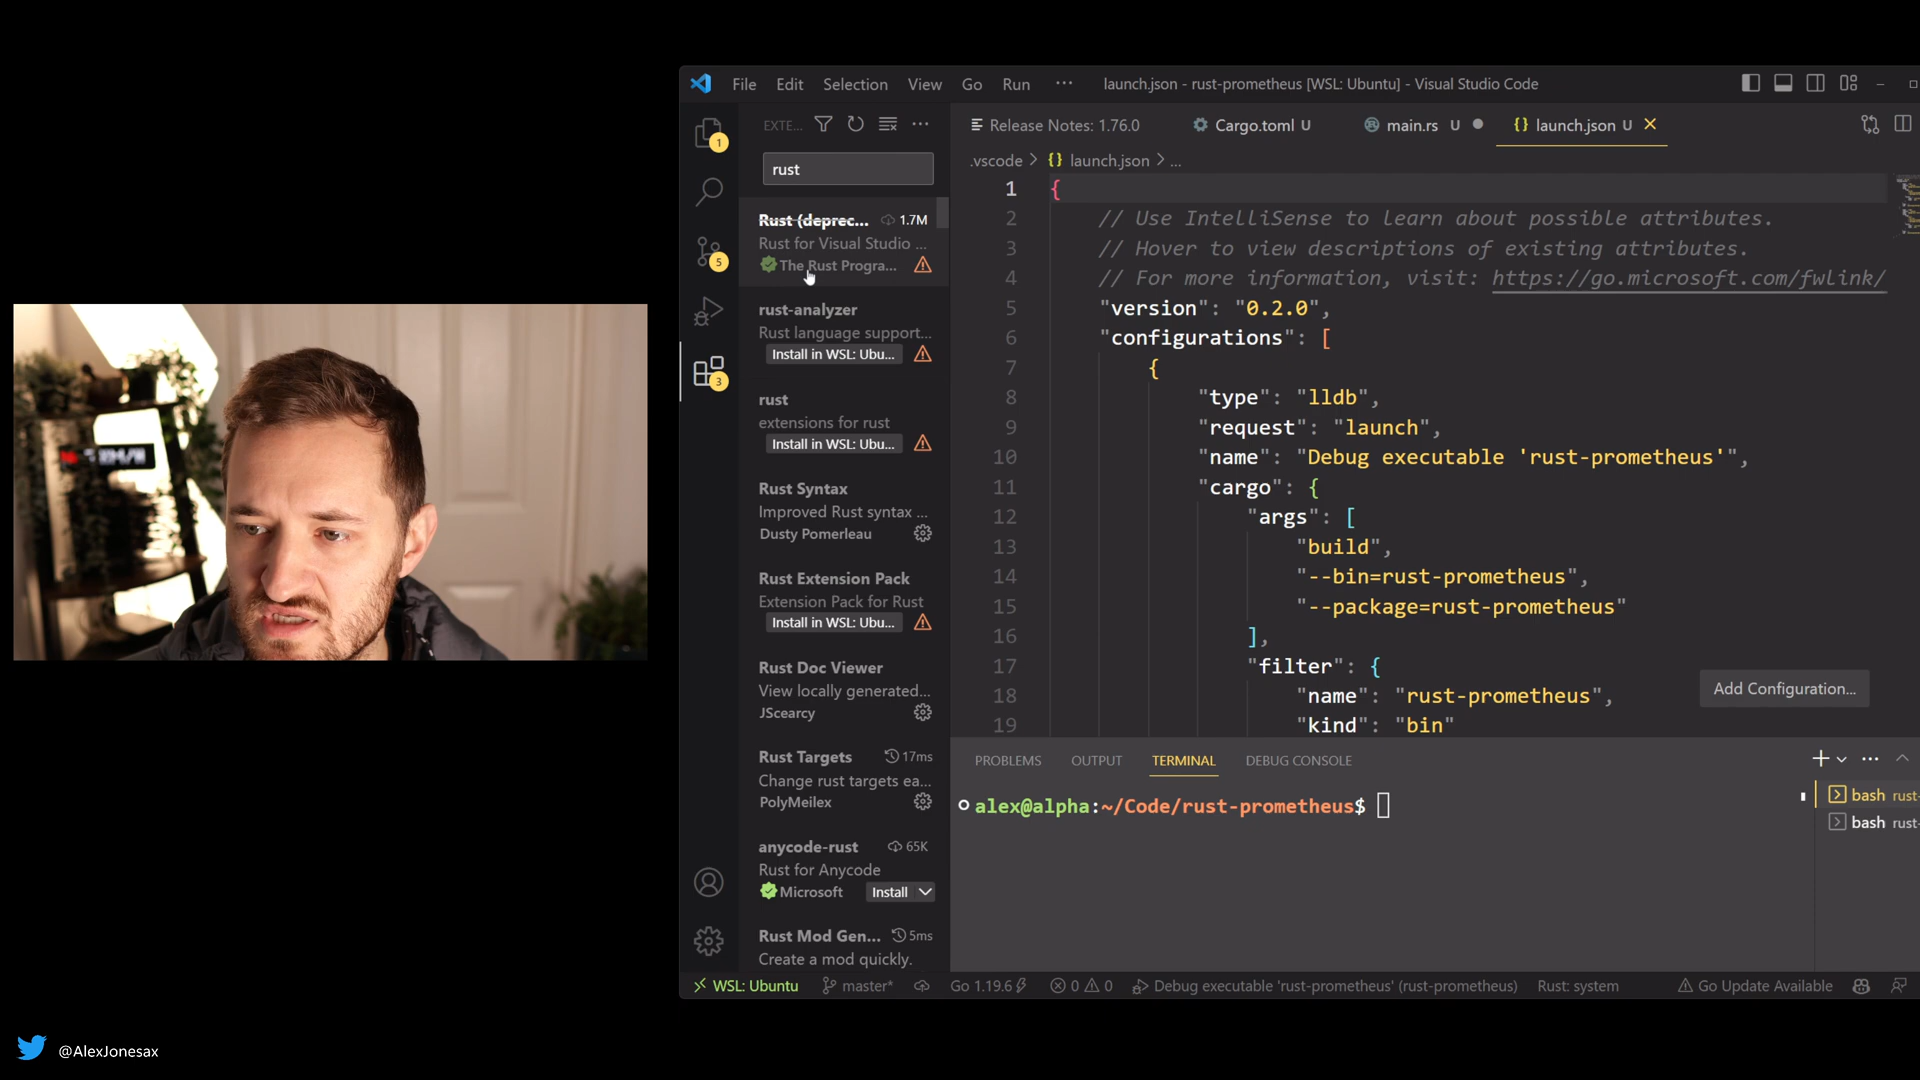 File Edit Selection View Go Run ··· launch.json - rust-prometheus [WSL: Ubuntu] - Visual Studio Code
EXTE...
rust
Rust (deprec... 1.7M
Rust for Visual Studio ...
The Rust Progra...
rust-analyzer
Rust language support...
Install in WSL: Ubu...
rust
extensions for rust
Install in WSL: Ubu...
Rust Syntax
Improved Rust syntax ...
Dusty Pomerleau
Rust Extension Pack
Extension Pack for Rust
Install in WSL: Ubu...
Rust Doc Viewer
View locally generated...
JScearcy
Rust Targets 17ms
Change rust targets ea...
PolyMeilex
anycode-rust 65K
Rust for Anycode
Microsoft Install
Rust Mod Gen... 5ms
Create a mod quickly.
1
5
3
Release Notes: 1.76.0 Cargo.toml U main.rs U launch.json U
.vscode > {} launch.json > ...
1 {
2 // Use IntelliSense to learn about possible attributes.
3 // Hover to view descriptions of existing attributes.
4 // For more information, visit: https://go.microsoft.com/fwlink/
5 "version": "0.2.0",
6 "configurations": [
7 {
8 "type": "lldb",
9 "request": "launch",
10 "name": "Debug executable 'rust-prometheus'",
11 "cargo": {
12 "args": [
13 "build",
14 "--bin=rust-prometheus",
15 "--package=rust-prometheus"
16 ],
17 "filter": {
18 "name": "rust-prometheus",
19 "kind": "bin"
Add Configuration...
PROBLEMS OUTPUT TERMINAL DEBUG CONSOLE
alex@alpha:~/Code/rust-prometheus$
bash rust-
bash rust-
WSL: Ubuntu master* Go 1.19.6 0 0 Debug executable 'rust-prometheus' (rust-prometheus) Rust: system Go Update Available
@AlexJonesax